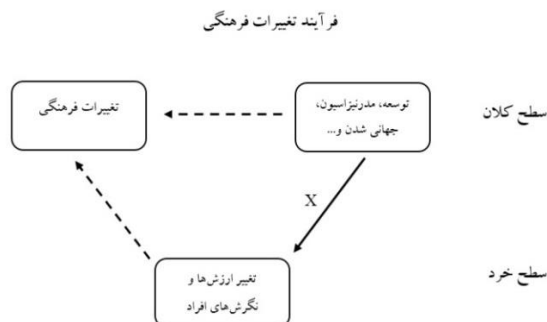 فرآیند تغییرات فرهنگی
سطح کلان
توسعه، مدرنیزاسیون،
جهانی شدن و...
تغییرات فرهنگی
X
سطح خرد
تغییر ارزش‌ها و
نگرش‌های افراد